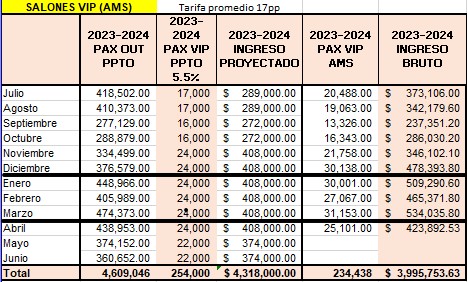 SALONES VIP (AMS) Tarifa promedio 17pp
2023-2024 PAX OUT PPTO 2023-2024 PAX VIP PPTO 5.5% 2023-2024 INGRESO PROYECTADO 2023-2024 PAX VIP AMS 2023-2024 INGRESO BRUTO
Julio 418,502.00 17,000 $ 289,000.00 20,488.00 $ 373,106.00
Agosto 410,373.00 17,000 $ 289,000.00 19,063.00 $ 342,179.60
Septiembre 277,129.00 16,000 $ 272,000.00 13,326.00 $ 237,351.20
Octubre 288,879.00 16,000 $ 272,000.00 16,343.00 $ 286,030.20
Noviembre 334,499.00 24,000 $ 408,000.00 21,758.00 $ 346,102.10
Diciembre 376,579.00 24,000 $ 408,000.00 30,138.00 $ 478,393.80
Enero 448,966.00 24,000 $ 408,000.00 30,001.00 $ 509,290.60
Febrero 405,989.00 24,000 $ 408,000.00 27,067.00 $ 465,371.80
Marzo 474,373.00 24,000 $ 408,000.00 31,153.00 $ 534,035.80
Abril 438,953.00 24,000 $ 408,000.00 25,101.00 $ 423,892.53
Mayo 374,152.00 22,000 $ 374,000.00
Junio 360,652.00 22,000 $ 374,000.00
Total 4,609,046 254,000 $ 4,318,000.00 234,438 $ 3,995,753.63